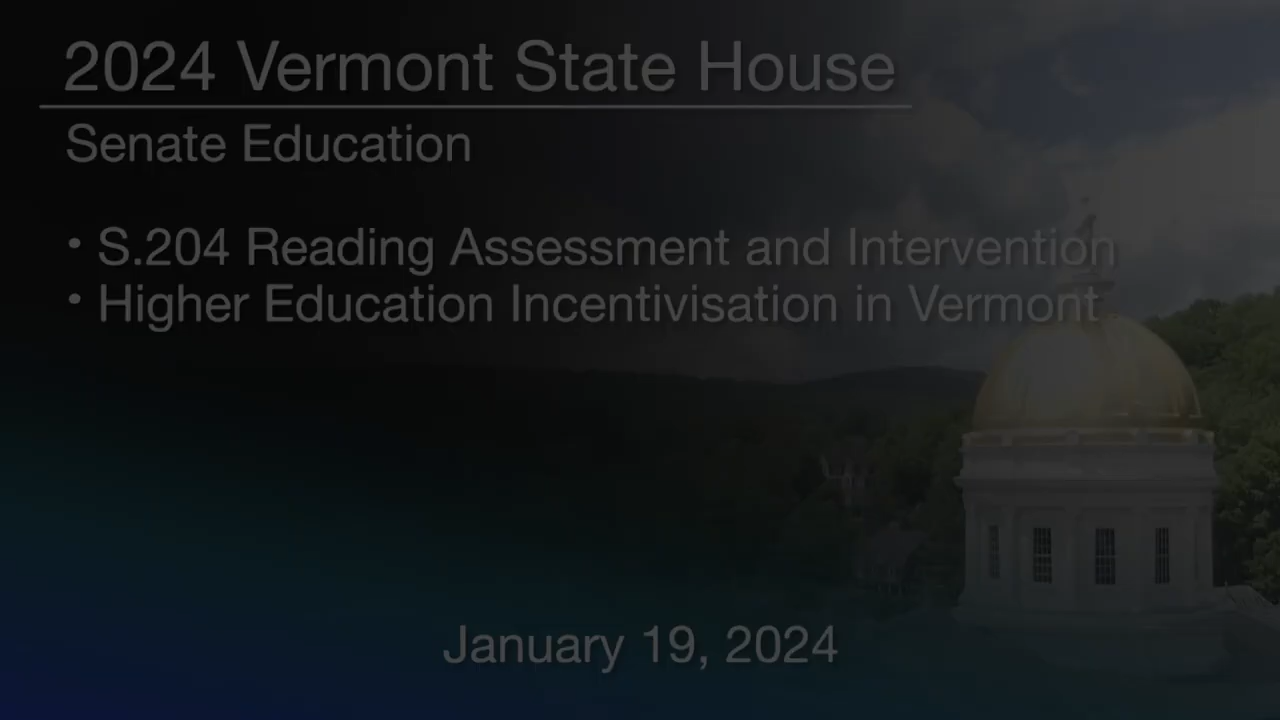 2024 Vermont State House
Senate Education
• S.204 Reading Assessment and Intervention
• Higher Education Incentivisation in Vermont
January 19, 2024